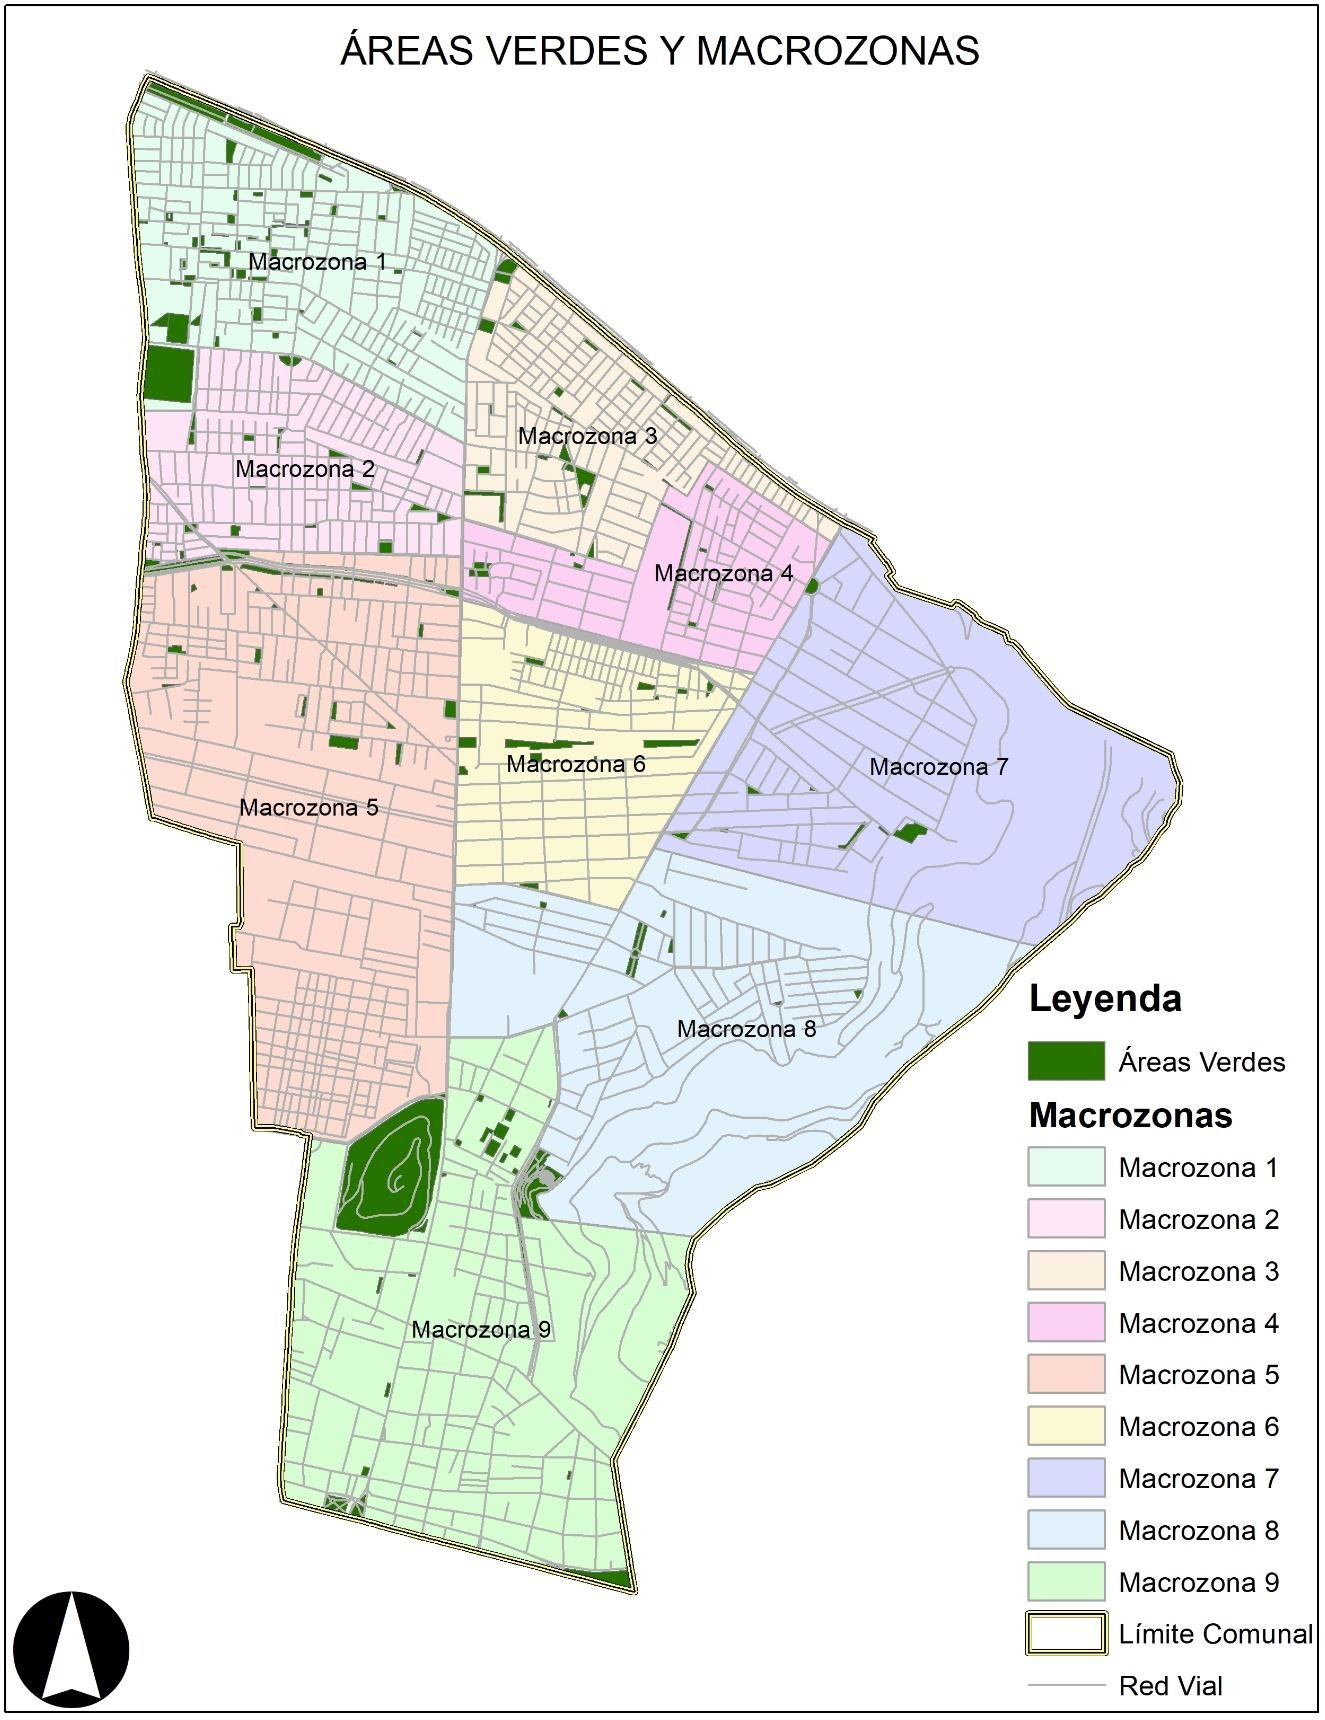 ÁREAS VERDES Y MACROZONAS
Macrozona 1
Macrozona 3
Macrozona 2
Macrozona 4
Macrozona 6
Macrozona 7
Macrozona 5
Macrozona 8
Macrozona 9
Leyenda
Áreas Verdes
Macrozonas
Macrozona 1
Macrozona 2
Macrozona 3
Macrozona 4
Macrozona 5
Macrozona 6
Macrozona 7
Macrozona 8
Macrozona 9
Límite Comunal
Red Vial